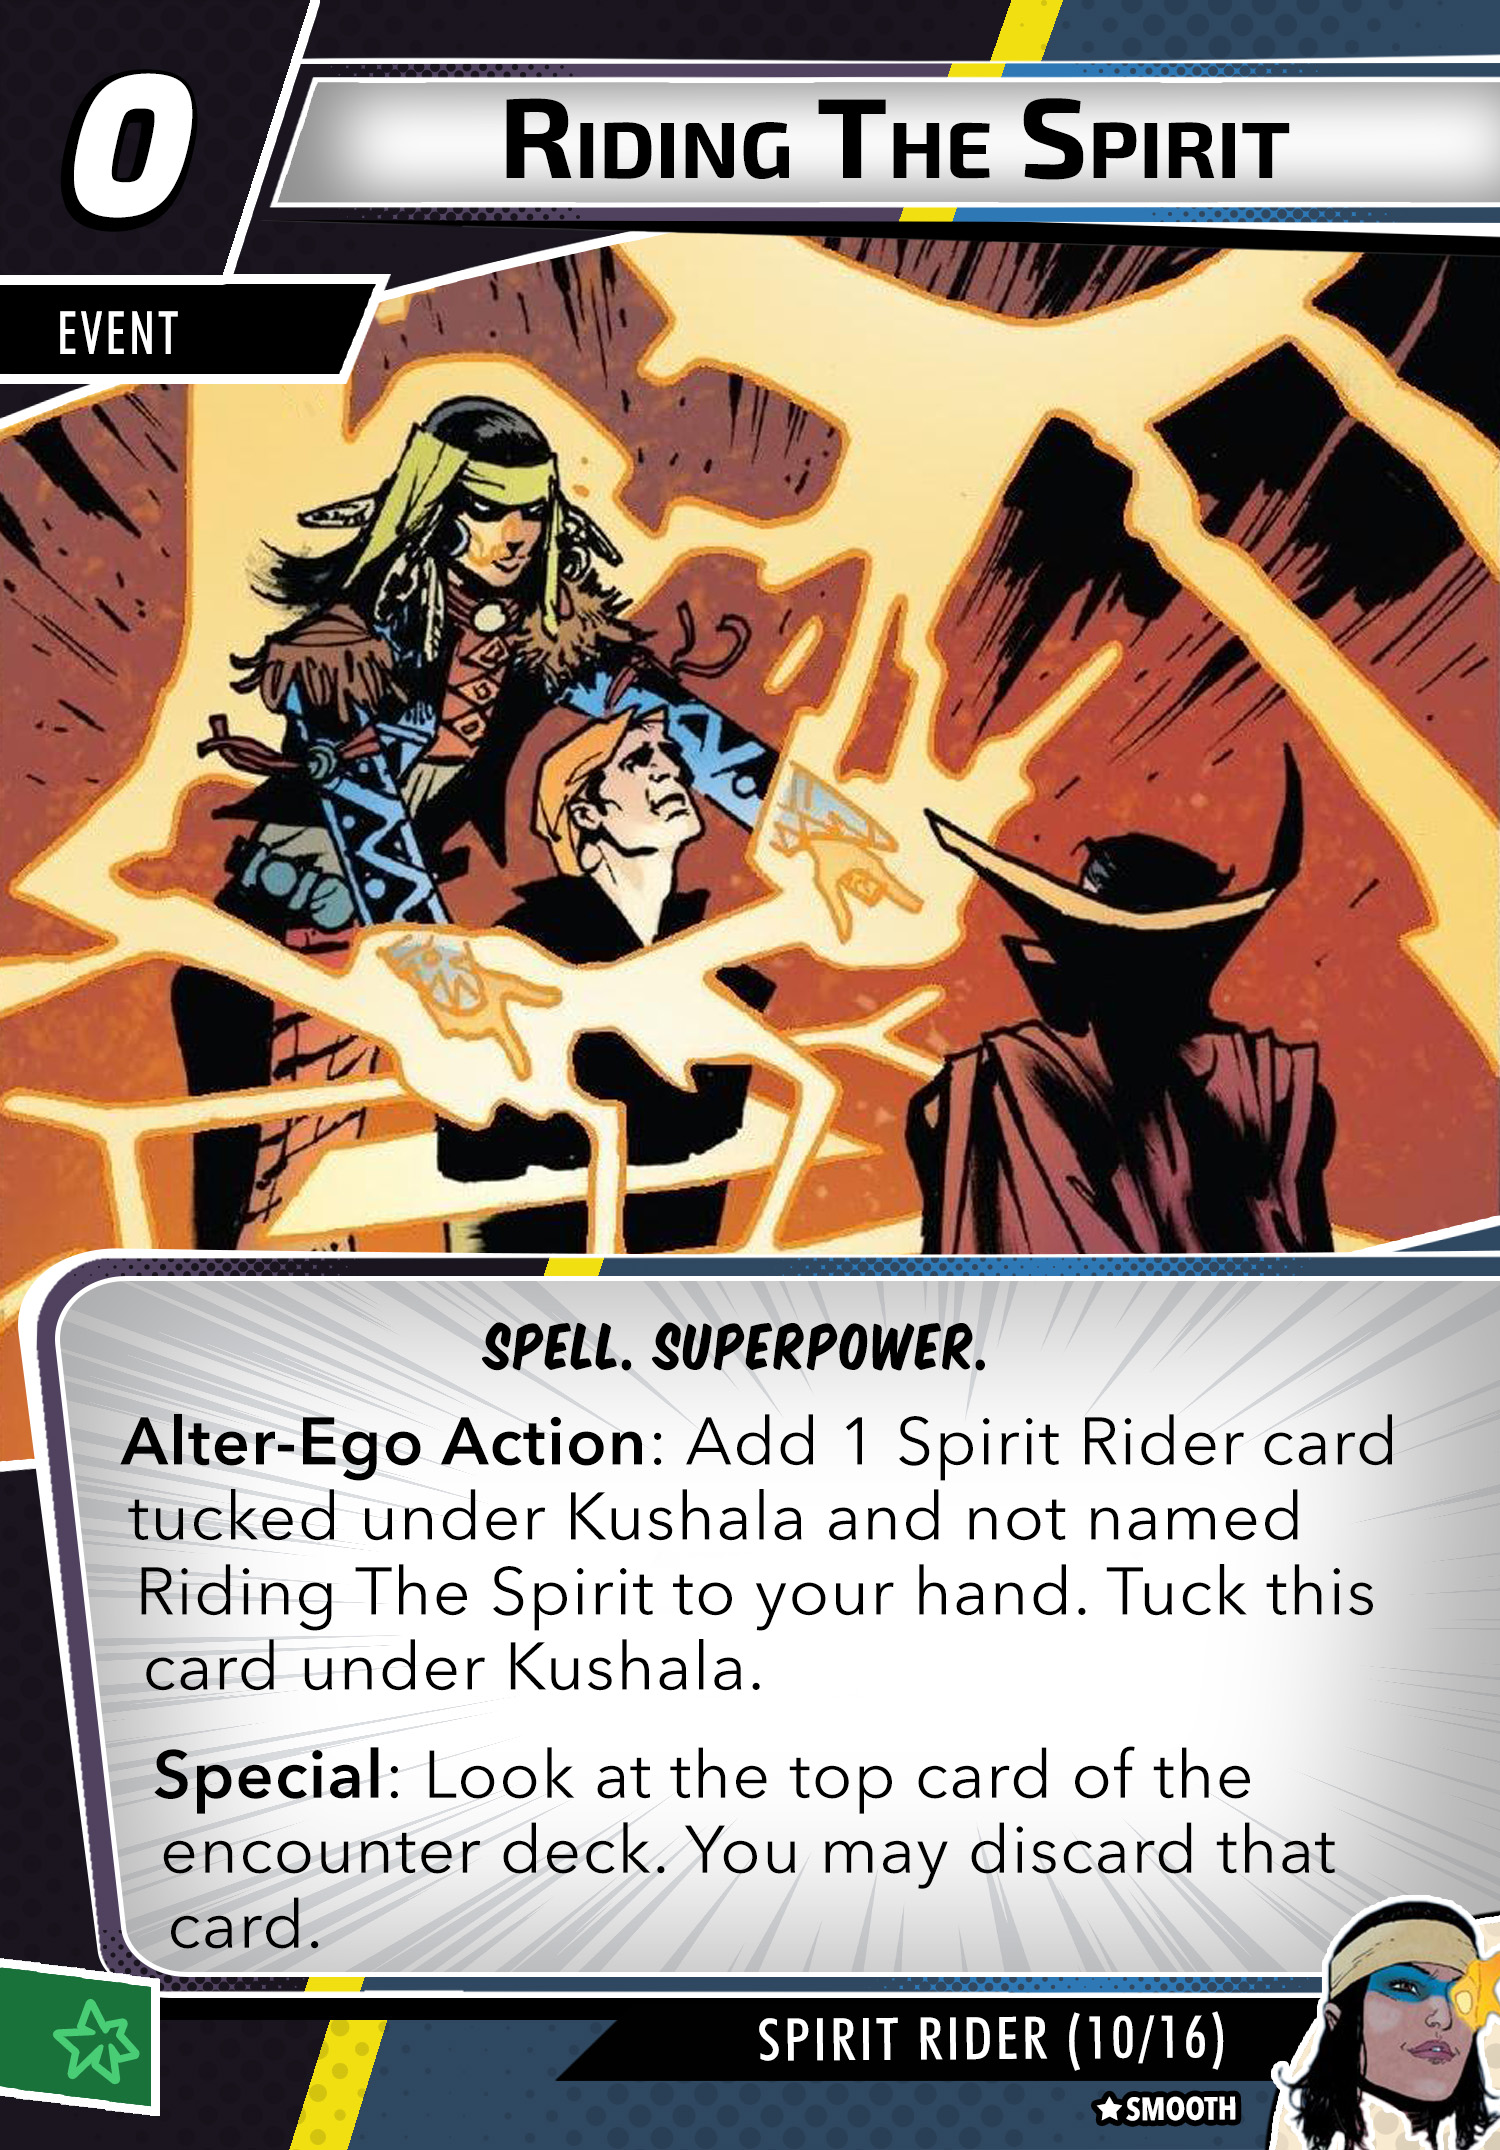 0
RIDING THE SPIRIT
EVENT
SPELL. SUPERPOWER.
Alter-Ego Action: Add 1 Spirit Rider card
tucked under Kushala and not named
Riding The Spirit to your hand. Tuck this
card under Kushala.
Special: Look at the top card of the
encounter deck. You may discard that
card.
SPIRIT RIDER (10/16)
★SMOOTH